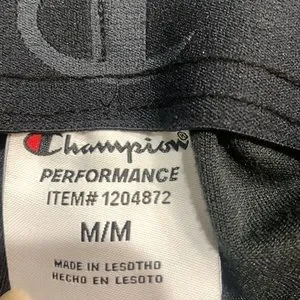 Champion®
PERFORMANCE
ITEM# 1204872
M/M
MADE IN LESOTHO
HECHO EN LESOTO